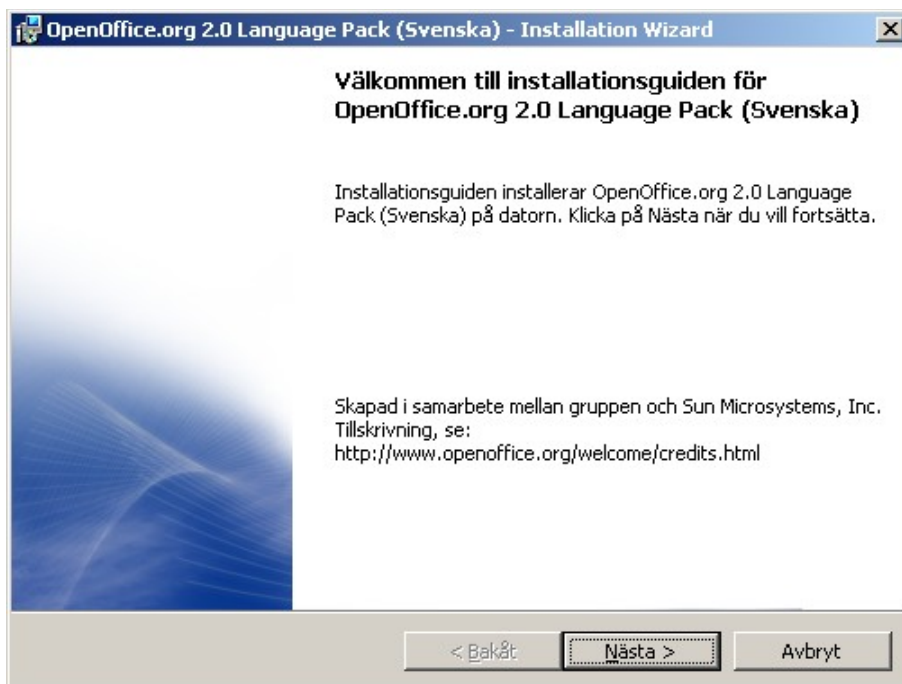 OpenOffice.org 2.0 Language Pack (Svenska) - Installation Wizard
Välkommen till installationsguiden för
OpenOffice.org 2.0 Language Pack (Svenska)
Installationsguiden installerar OpenOffice.org 2.0 Language
Pack (Svenska) på datorn. Klicka på Nästa när du vill fortsätta.
Skapad i samarbete mellan gruppen och Sun Microsystems, Inc.
Tillskrivning, se:
http://www.openoffice.org/welcome/credits.html
< Bakåt
Nästa >
Avbryt